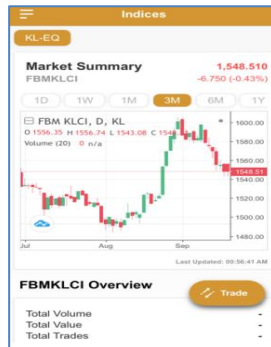 Indices
KL-EQ
Market Summary
1,548.510
FBMKLCI
-6.750 (-0.43%)
1D 1W 1M 3M 6M 1Y
FBM KLCI, D, KL
O 1556.35 H 1556.74 L 1543.08 C 1548
Volume (20) 0 n/a
1600.00
1580.00
1560.00
1548.51
1540.00
1520.00
1500.00
1480.00
Jul Aug Sep
Last Updated: 00:56:41 AM
FBMKLCI Overview
Trade
Total Volume -
Total Value -
Total Trades -